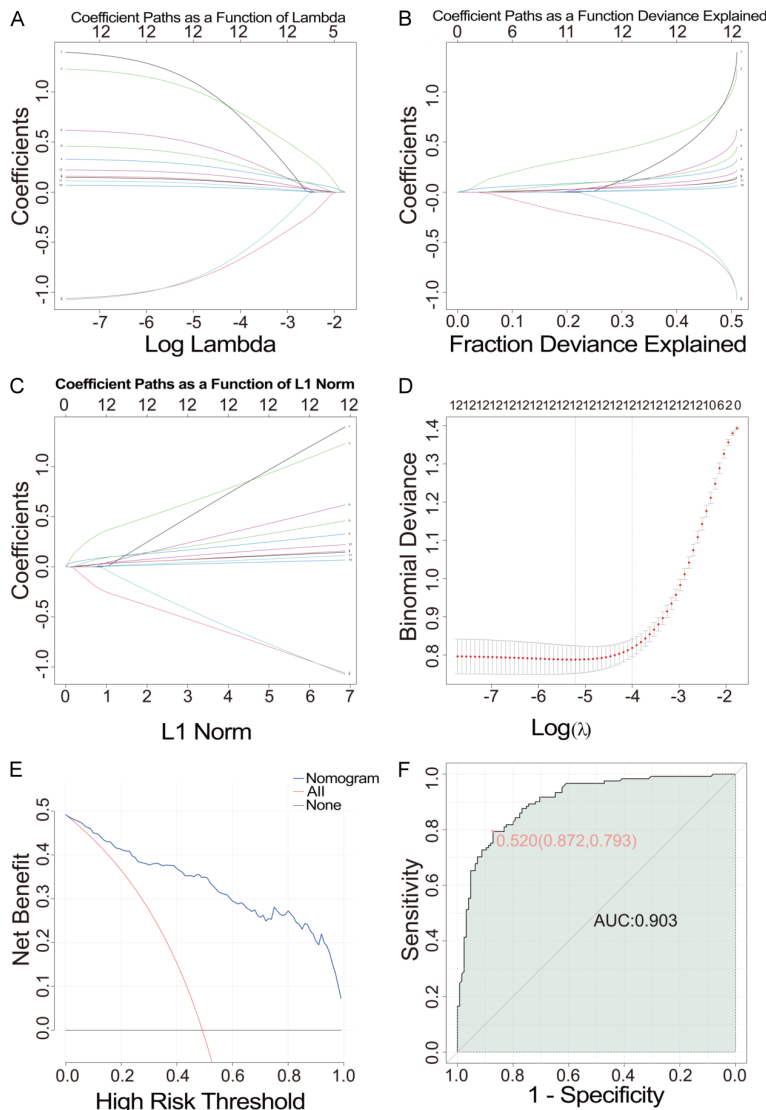 A
Coefficient Paths as a Function of Lambda
12 12 12 12 12 5
Coefficients
1.0
0.5
0.0
-0.5
-1.0
-7 -6 -5 -4 -3 -2
Log Lambda
B
Coefficient Paths as a Function Deviance Explained
0 6 11 12 12 12
Coefficients
1.0
0.5
0.0
-0.5
-1.0
0.0 0.1 0.2 0.3 0.4 0.5
Fraction Deviance Explained
C
Coefficient Paths as a Function of L1 Norm
0 12 12 12 12 12 12 12
Coefficients
1.0
0.5
0.0
-0.5
-1.0
0 1 2 3 4 5 6 7
L1 Norm
D
12121212121212121212121212121212121210620
Binomial Deviance
1.4
1.3
1.2
1.1
1.0
0.9
0.8
-7 -6 -5 -4 -3 -2
Log(λ)
E
Nomogram
All
None
Net Benefit
0.5
0.4
0.3
0.2
0.1
0.0
0.0 0.2 0.4 0.6 0.8 1.0
High Risk Threshold
F
Sensitivity
1.0
0.8
0.6
0.4
0.2
0.0
0.520(0.872,0.793)
AUC:0.903
1.0 0.8 0.6 0.4 0.2 0.0
1 - Specificity